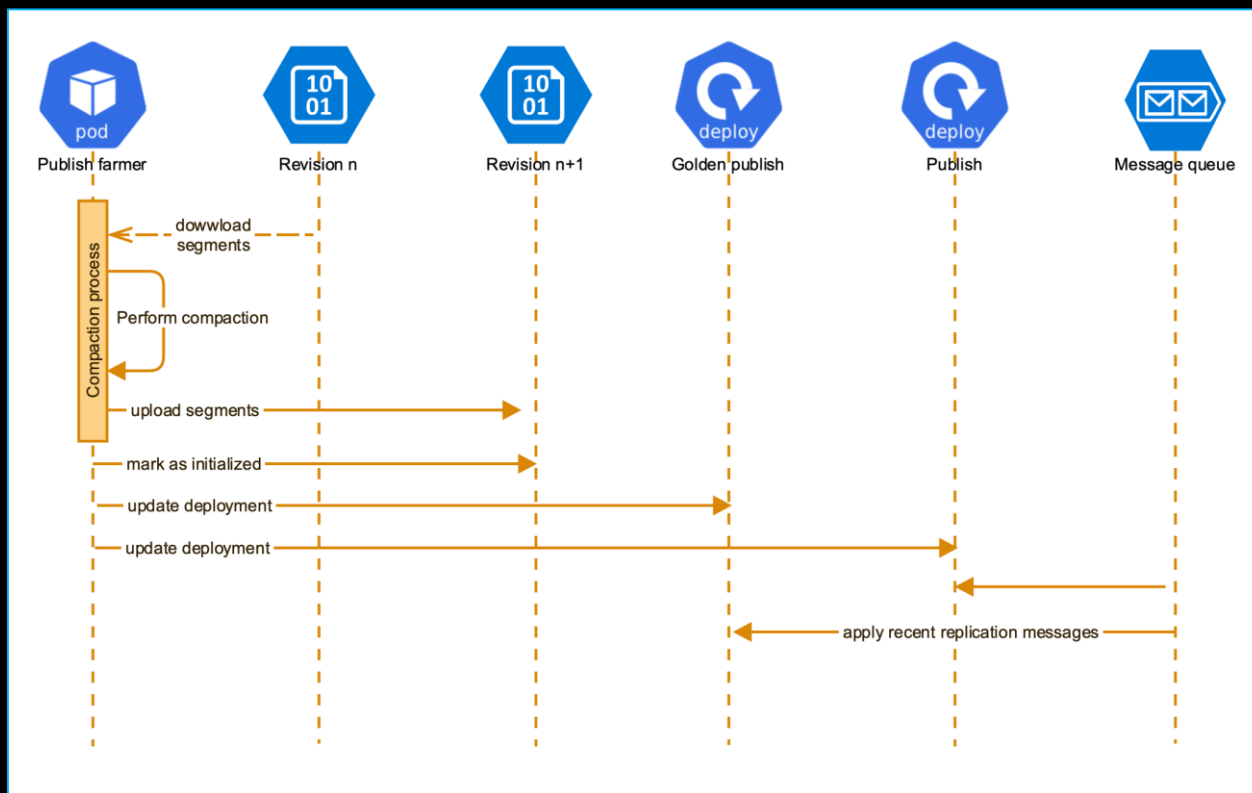 10
01
10
01
pod
deploy
deploy
Publish farmer
Revision n
Revision n+1
Golden publish
Publish
Message queue
dowwload
segments
Compaction process
Perform compaction
upload segments
mark as initialized
update deployment
update deployment
apply recent replication messages